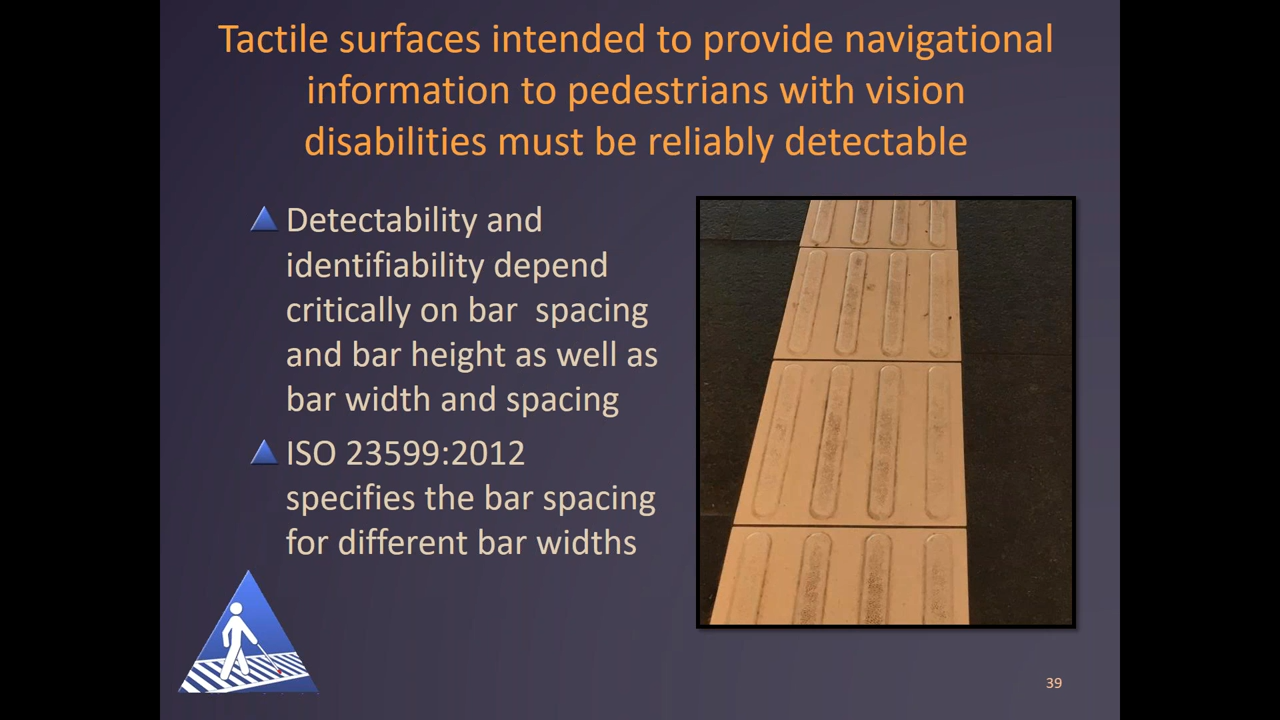 Tactile surfaces intended to provide navigational
information to pedestrians with vision
disabilities must be reliably detectable
Detectability and
identifiability depend
critically on bar  spacing
and bar height as well as
bar width and spacing
ISO 23599:2012
specifies the bar spacing
for different bar widths
39